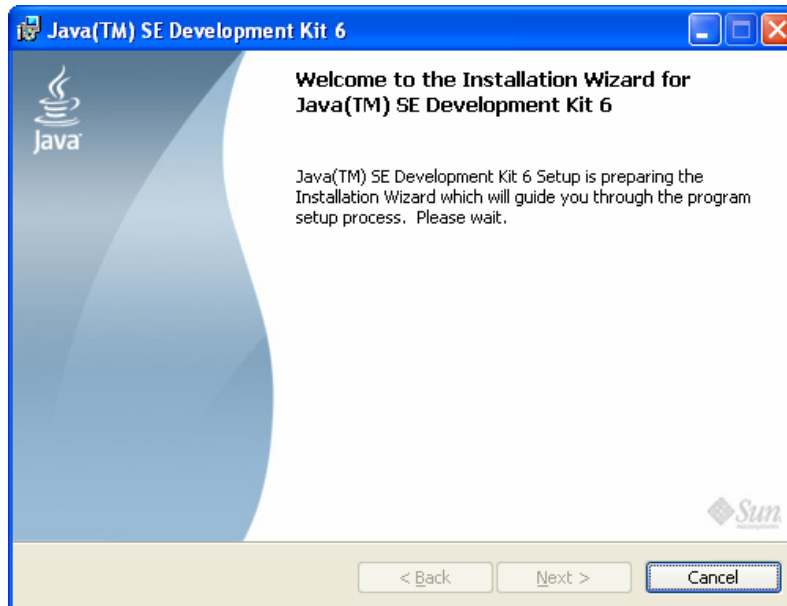 Java(TM) SE Development Kit 6
Java
Welcome to the Installation Wizard for
Java(TM) SE Development Kit 6
Java(TM) SE Development Kit 6 Setup is preparing the
Installation Wizard which will guide you through the program
setup process. Please wait.
Sun
< Back
Next >
Cancel